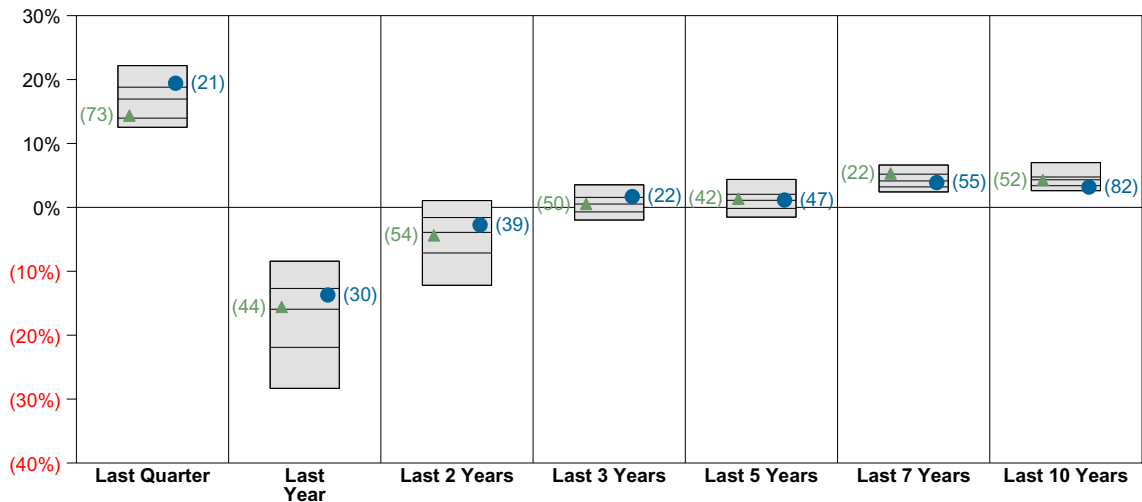 30%
20%
10%
0%
(10%)
(20%)
(30%)
(40%)
(73)
(21)
(44)
(30)
(54)
(39)
(50)
(22)
(42)
(47)
(22)
(55)
(52)
(82)
Last Quarter
Last
Year
Last 2 Years
Last 3 Years
Last 5 Years
Last 7 Years
Last 10 Years